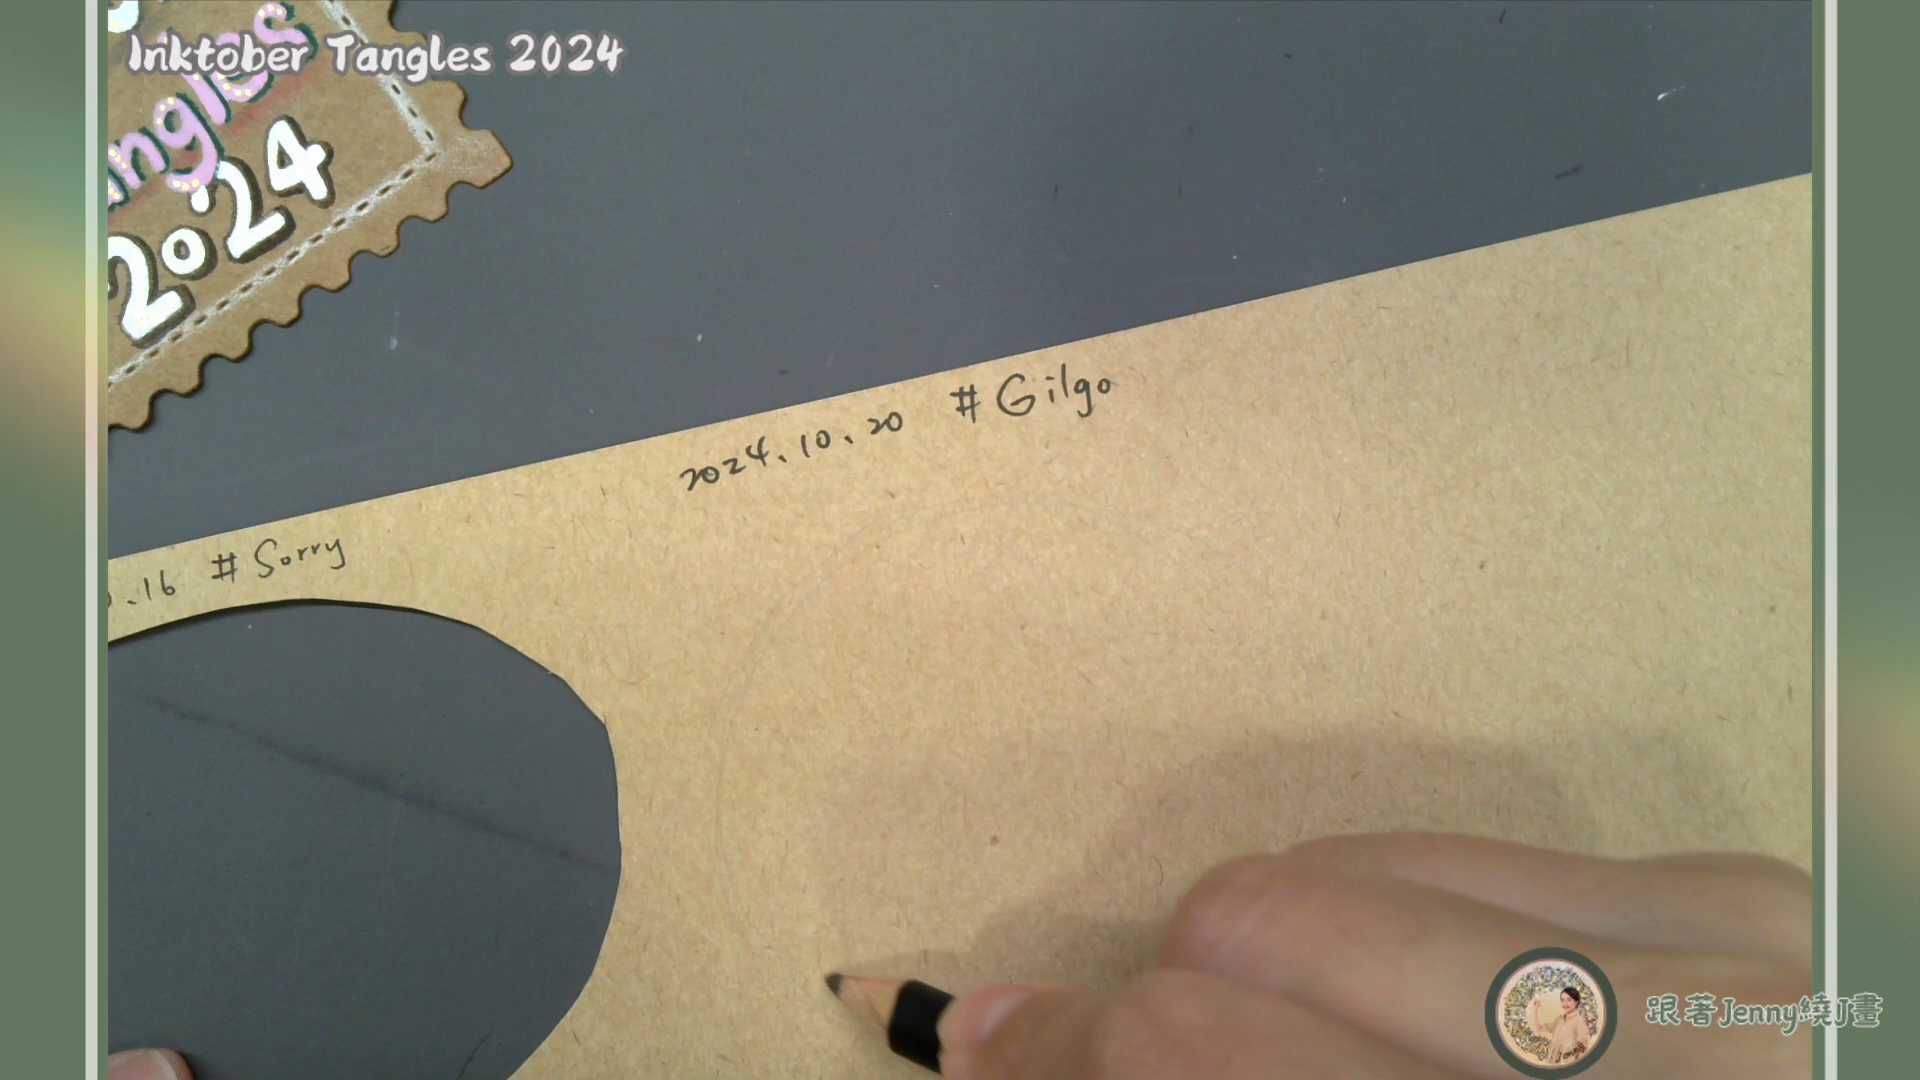 Inktober Tangles 2024
angles
2024
2024.10.20 #Gilgo
.16 #Sorry
跟著Jenny繞J畫